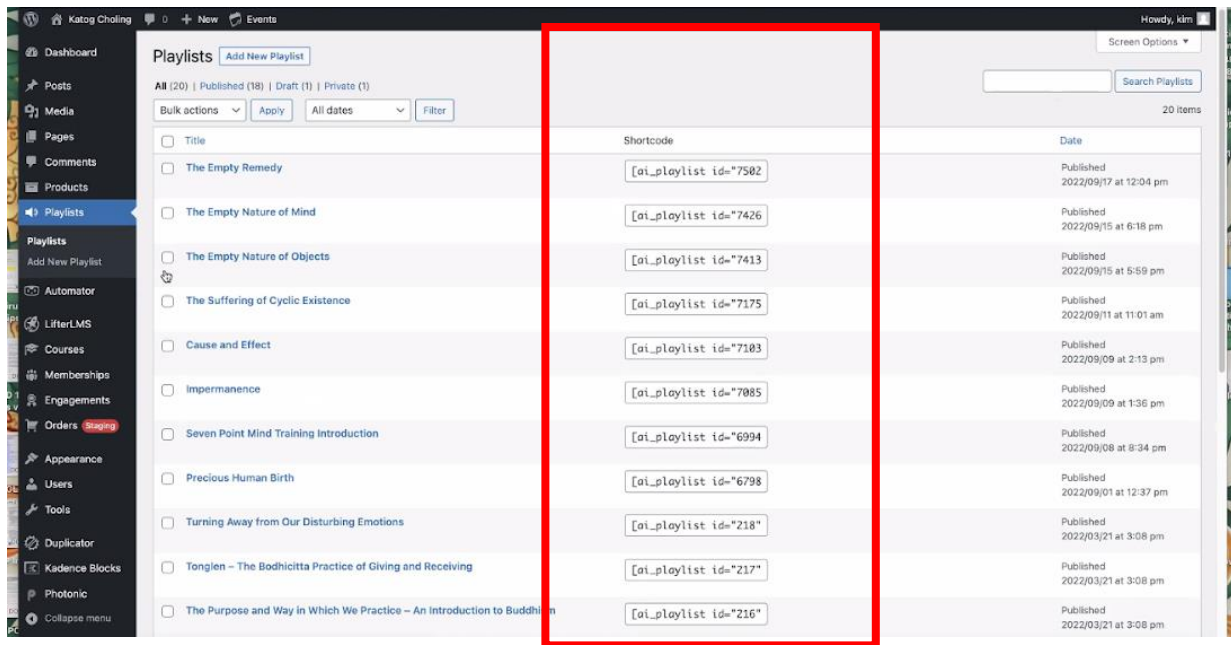 Katog Choling 0 + New Events Howdy, kim
Screen Options ▼
Dashboard
Posts
Media
Pages
Comments
Products
Playlists
Playlists
Add New Playlist
Automator
LifterLMS
Courses
Memberships
Engagements
Orders Staging
Appearance
Users
Tools
Duplicator
Kadence Blocks
Photonic
Collapse menu
Playlists Add New Playlist
All (20) | Published (18) | Draft (1) | Private (1)
Search Playlists
Bulk actions Apply All dates Filter
20 items
Title Shortcode Date
The Empty Remedy [ai_playlist id="7502 Published
2022/09/17 at 12:04 pm
The Empty Nature of Mind [ai_playlist id="7426 Published
2022/09/15 at 6:18 pm
The Empty Nature of Objects [ai_playlist id="7413 Published
2022/09/15 at 5:59 pm
The Suffering of Cyclic Existence [ai_playlist id="7175 Published
2022/09/11 at 11:01 am
Cause and Effect [ai_playlist id="7103 Published
2022/09/09 at 2:13 pm
Impermanence [ai_playlist id="7085 Published
2022/09/09 at 1:36 pm
Seven Point Mind Training Introduction [ai_playlist id="6994 Published
2022/09/08 at 8:34 pm
Precious Human Birth [ai_playlist id="6798 Published
2022/09/01 at 12:37 pm
Turning Away from Our Disturbing Emotions [ai_playlist id="218" Published
2022/03/21 at 3:08 pm
Tonglen – The Bodhicitta Practice of Giving and Receiving [ai_playlist id="217" Published
2022/03/21 at 3:08 pm
The Purpose and Way in Which We Practice – An Introduction to Buddhism [ai_playlist id="216" Published
2022/03/21 at 3:08 pm